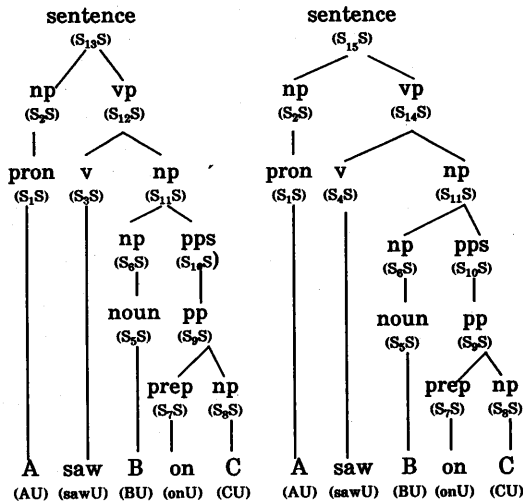 sentence sentence
(S₁₃S) (S₁₅S)
np vp np vp
(S₂S) (S₁₂S) (S₂S) (S₁₄S)
pron v np pron v np
(S₁S) (S₃S) (S₁₁S) (S₁S) (S₄S) (S₁₁S)
np pps np pps
(S₆S) (S₁₀S) (S₆S) (S₁₀S)
noun pp noun pp
(S₅S) (S₉S) (S₅S) (S₉S)
prep np prep np
(S₇S) (S₈S) (S₇S) (S₈S)
A saw B on C A saw B on C
(AU) (sawU) (BU) (onU) (CU) (AU) (sawU) (BU) (onU) (CU)